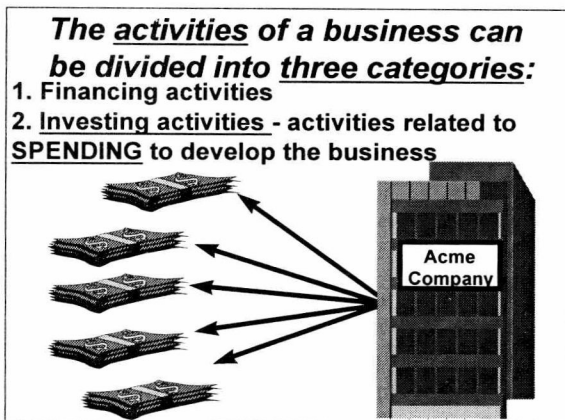 The activities of a business can
be divided into three categories:
1. Financing activities
2. Investing activities - activities related to
SPENDING to develop the business
Acme
Company